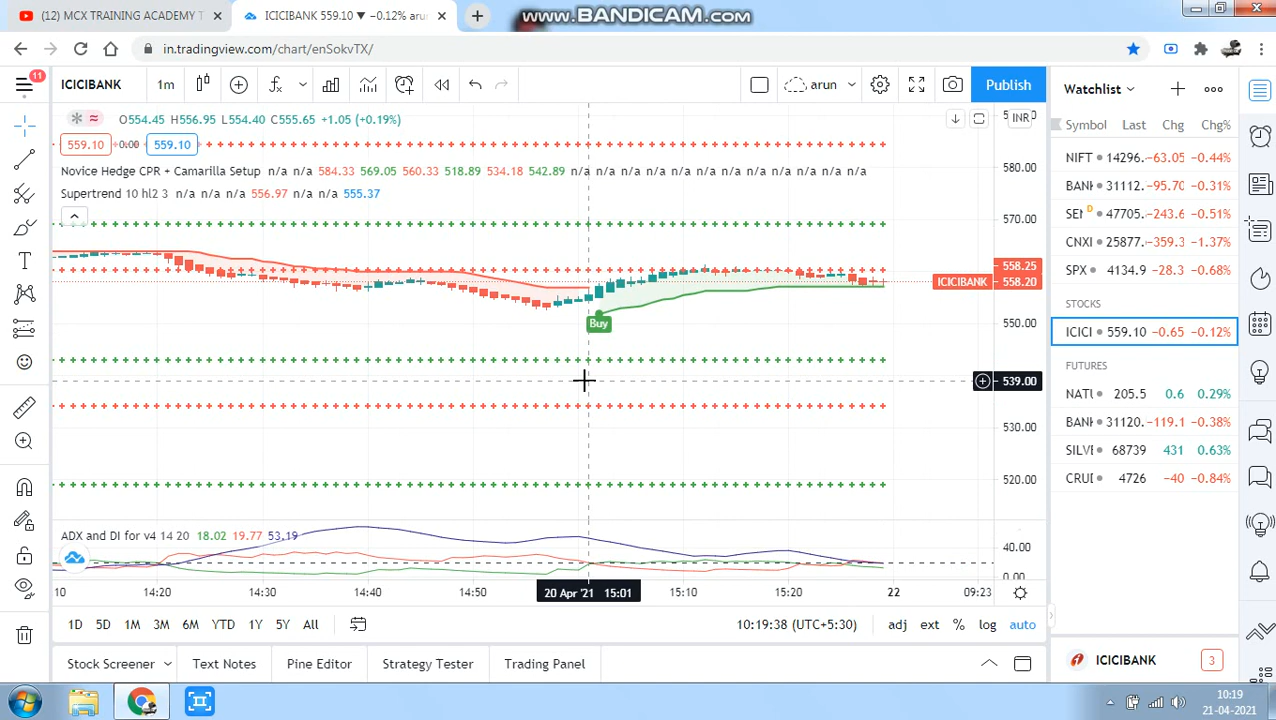 www.BANDICAM.com
(12) MCX TRAINING ACADEMY T
ICICIBANK 559.10 ▼ −0.12% arun
in.tradingview.com/chart/enSokvTX/
11
ICICIBANK
1m
arun
Publish
O554.45 H556.95 L554.40 C555.65 +1.05 (+0.19%)
INR
559.10 0.00 559.10
Novice Hedge CPR + Camarilla Setup n/a n/a 584.33 569.05 560.33 518.89 534.18 542.89 n/a n/a n/a n/a n/a n/a n/a n/a n/a n/a n/a n/a
Supertrend 10 hl2 3 n/a n/a n/a 556.97 n/a n/a 555.37
580.00
570.00
558.25
ICICIBANK 558.20
550.00
539.00
530.00
520.00
Buy
ADX and DI for v4 14 20 18.02 19.77 53.19
40.00
0.00
10 14:20 14:30 14:40 14:50 20 Apr '21 15:01 15:10 15:20 22 09:23
1D 5D 1M 3M 6M YTD 1Y 5Y All
10:19:38 (UTC+5:30) adj ext % log auto
Stock Screener Text Notes Pine Editor Strategy Tester Trading Panel
Watchlist
Symbol Last Chg Chg%
NIFT 14296. -63.05 -0.44%
BANI 31112. -95.70 -0.31%
SEN D 47705. -243.6 -0.51%
CNXI 25877. -359.3 -1.37%
SPX 4134.9 -28.3 -0.68%
STOCKS
ICICI 559.10 -0.65 -0.12%
FUTURES
NATU 205.5 0.6 0.29%
BANI 31120. -119.1 -0.38%
SILV 68739 431 0.63%
CRUD 4726 -40 -0.84%
ICICIBANK 3
10:19
21-04-2021